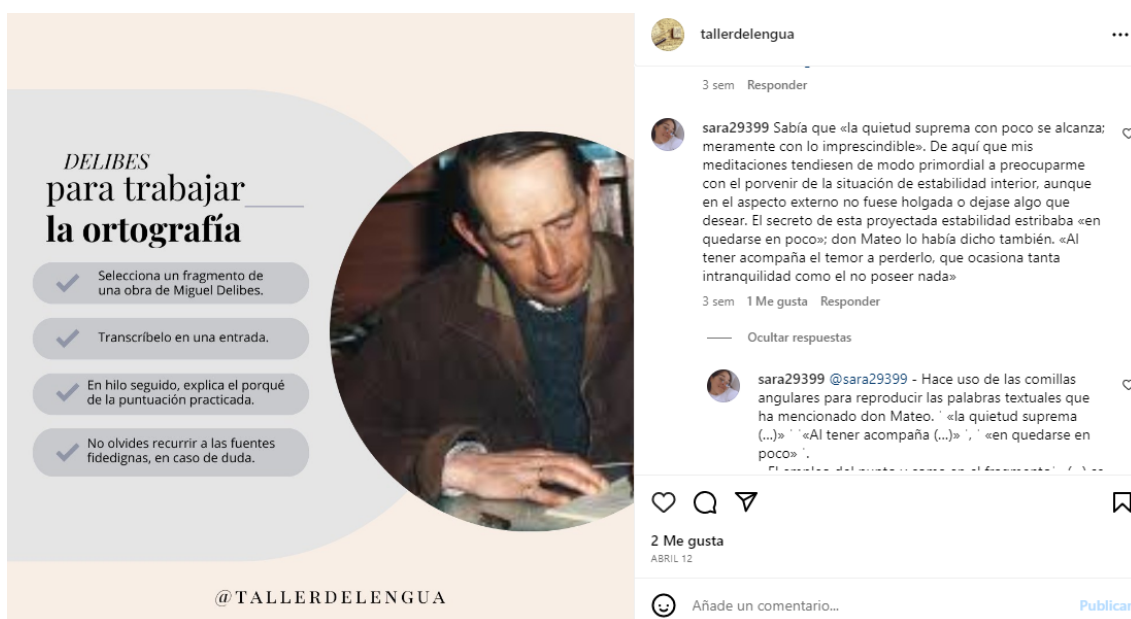 DELIBES
para trabajar
la ortografía
Selecciona un fragmento de
una obra de Miguel Delibes.
Transcríbelo en una entrada.
En hilo seguido, explica el porqué
de la puntuación practicada.
No olvides recurrir a las fuentes
fidedignas, en caso de duda.
@TALLERDELENGUA
tallerdelengua
3 sem Responder
sara29399 Sabía que «la quietud suprema con poco se alcanza;
meramente con lo imprescindible». De aquí que mis
meditaciones tendiesen de modo primordial a preocuparme
con el porvenir de la situación de estabilidad interior, aunque
en el aspecto externo no fuese holgada o dejase algo que
desear. El secreto de esta proyectada estabilidad estribaba «en
quedarse en poco»; don Mateo lo había dicho también. «Al
tener acompaña el temor a perderlo, que ocasiona tanta
intranquilidad como el no poseer nada»
3 sem 1 Me gusta Responder
Ocultar respuestas
sara29399 @sara29399 - Hace uso de las comillas
angulares para reproducir las palabras textuales que
ha mencionado don Mateo. ˙ «la quietud suprema
(...)» ˙ ˙«Al tener acompaña (...)» ˙, ˙ «en quedarse en
poco» ˙.
2 Me gusta
ABRIL 12
Añade un comentario...
Publicar